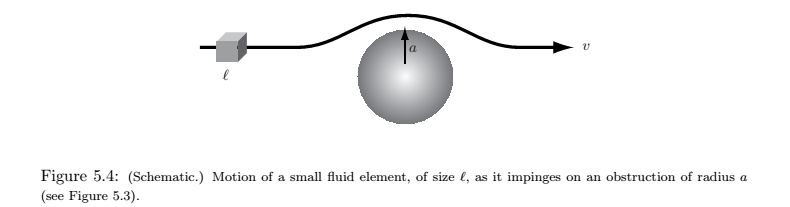 a
v
ℓ
Figure 5.4: (Schematic.) Motion of a small fluid element, of size ℓ, as it impinges on an obstruction of radius a
(see Figure 5.3).